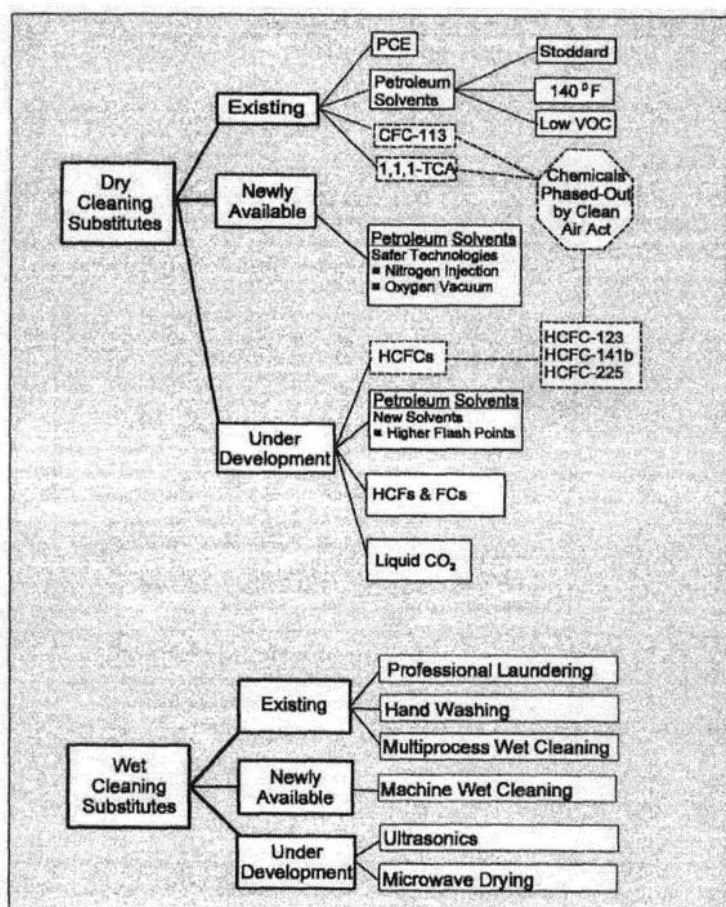 PCE
Stoddard
Petroleum
Solvents
140 °F
Existing
Low VOC
CFC-113
1,1,1-TCA
Chemicals
Phased-Out
by Clean
Air Act
Dry
Cleaning
Substitutes
Newly
Available
Petroleum Solvents
Safer Technologies
■ Nitrogen Injection
■ Oxygen Vacuum
HCFCs
HCFC-123
HCFC-141b
HCFC-225
Petroleum Solvents
New Solvents
■ Higher Flash Points
Under
Development
HCFs & FCs
Liquid CO₂
Professional Laundering
Existing
Hand Washing
Multiprocess Wet Cleaning
Wet
Cleaning
Substitutes
Newly
Available
Machine Wet Cleaning
Ultrasonics
Under
Development
Microwave Drying